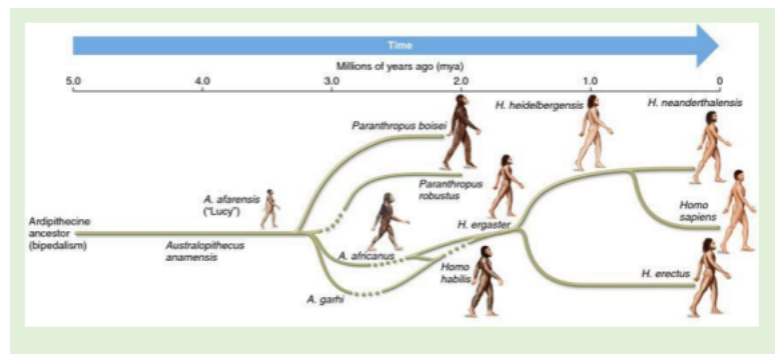 Time
Millions of years ago (mya)
5.0 4.0 3.0 2.0 1.0 0
H. heidelbergensis
H. neanderthalensis
Paranthropus boisei
A. afarensis
("Lucy")
Paranthropus
robustus
Homo
sapiens
Ardipithecine
ancestor
(bipedalism)
Australopithecus
anamensis
H. ergaster
A. africanus
Homo
habilis
H. erectus
A. garhi